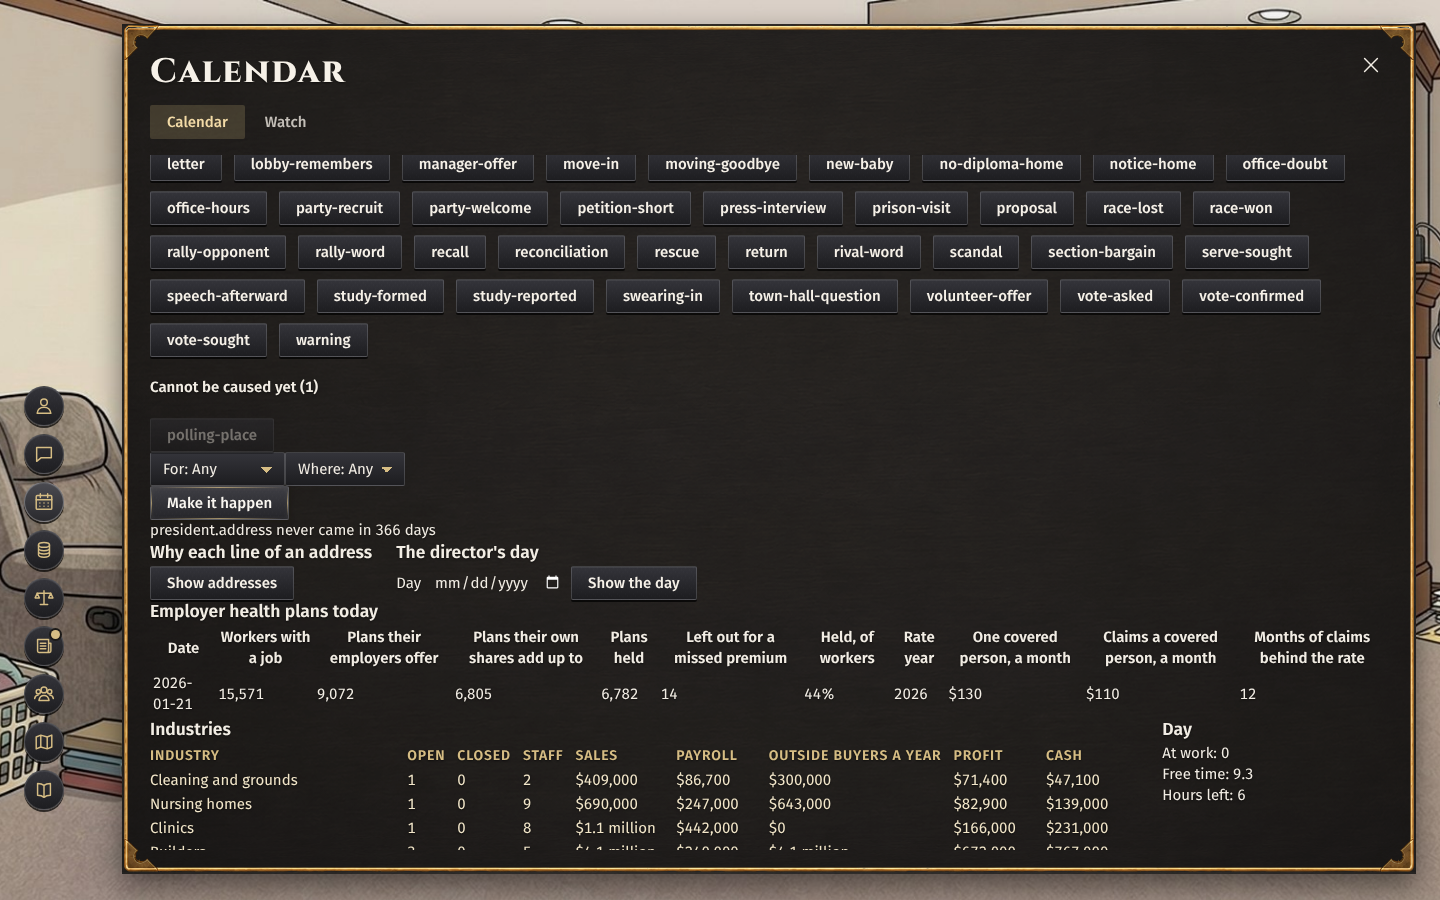 Calendar
Calendar Watch
letter lobby-remembers manager-offer move-in moving-goodbye new-baby no-diploma-home notice-home office-doubt
office-hours party-recruit party-welcome petition-short press-interview prison-visit proposal race-lost race-won
rally-opponent rally-word recall reconciliation rescue return rival-word scandal section-bargain serve-sought
speech-afterward study-formed study-reported swearing-in town-hall-question volunteer-offer vote-asked vote-confirmed
vote-sought warning
Cannot be caused yet (1)
polling-place
For: Any Where: Any
Make it happen
president.address never came in 366 days
Why each line of an address The director's day
Show addresses Day mm/dd/yyyy Show the day
Employer health plans today
Date Workers with a job Plans their employers offer Plans their own shares add up to Plans held Left out for a missed premium Held, of workers Rate year One covered person, a month Claims a covered person, a month Months of claims behind the rate
2026-01-21 15,571 9,072 6,805 6,782 14 44% 2026 $130 $110 12
Industries Day
INDUSTRY OPEN CLOSED STAFF SALES PAYROLL OUTSIDE BUYERS A YEAR PROFIT CASH At work: 0
Cleaning and grounds 1 0 2 $409,000 $86,700 $300,000 $71,400 $47,100 Free time: 9.3
Nursing homes 1 0 9 $690,000 $247,000 $643,000 $82,900 $139,000 Hours left: 6
Clinics 1 0 8 $1.1 million $442,000 $0 $166,000 $231,000